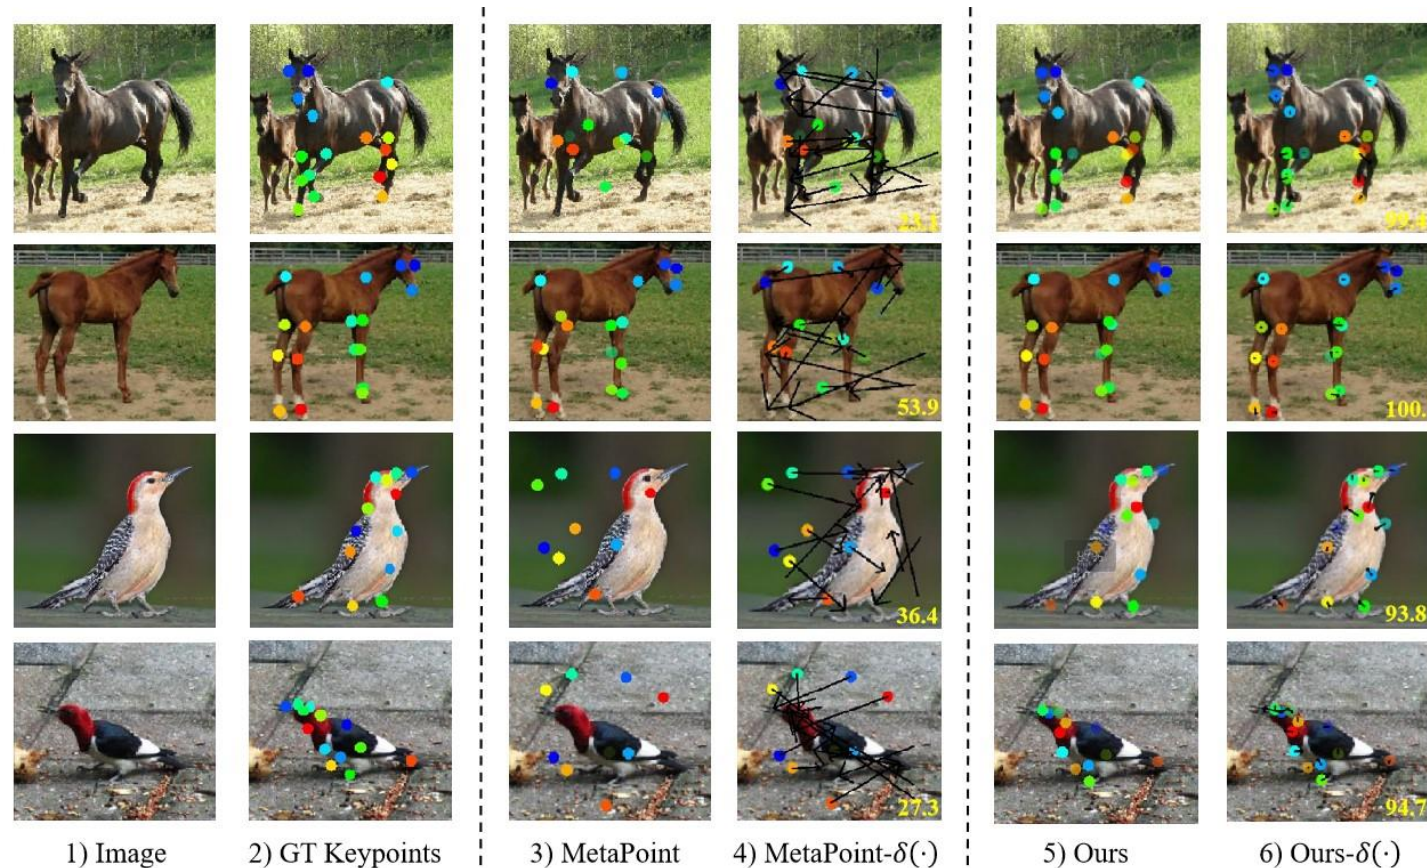 23.1
99.4
53.9
100.
36.4
93.8
27.3
94.7
1) Image
2) GT Keypoints
3) MetaPoint
4) MetaPoint-δ(·)
5) Ours
6) Ours-δ(·)